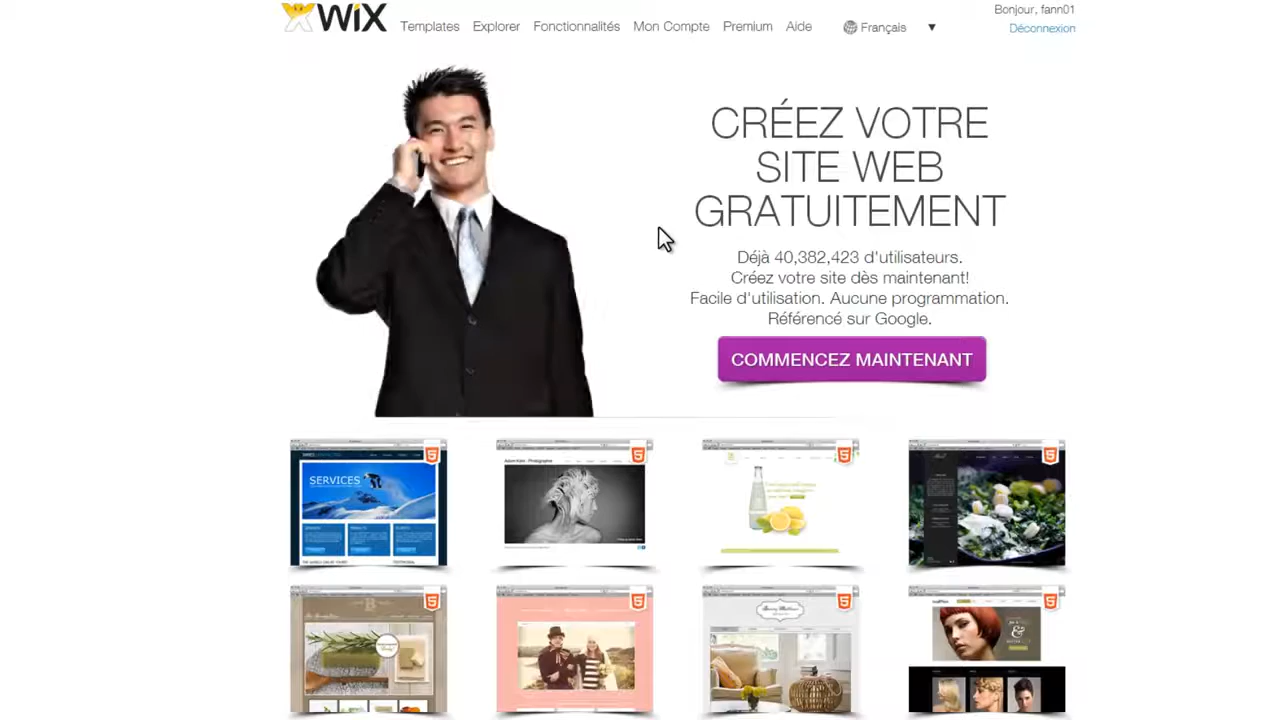 WiX
Templates Explorer Fonctionnalités Mon Compte Premium Aide Français
Bonjour, fann01
Déconnexion
CRÉEZ VOTRE
SITE WEB
GRATUITEMENT
Déjà 40,382,423 d'utilisateurs.
Créez votre site dès maintenant!
Facile d'utilisation. Aucune programmation.
Référencé sur Google.
COMMENCEZ MAINTENANT
SERVICES